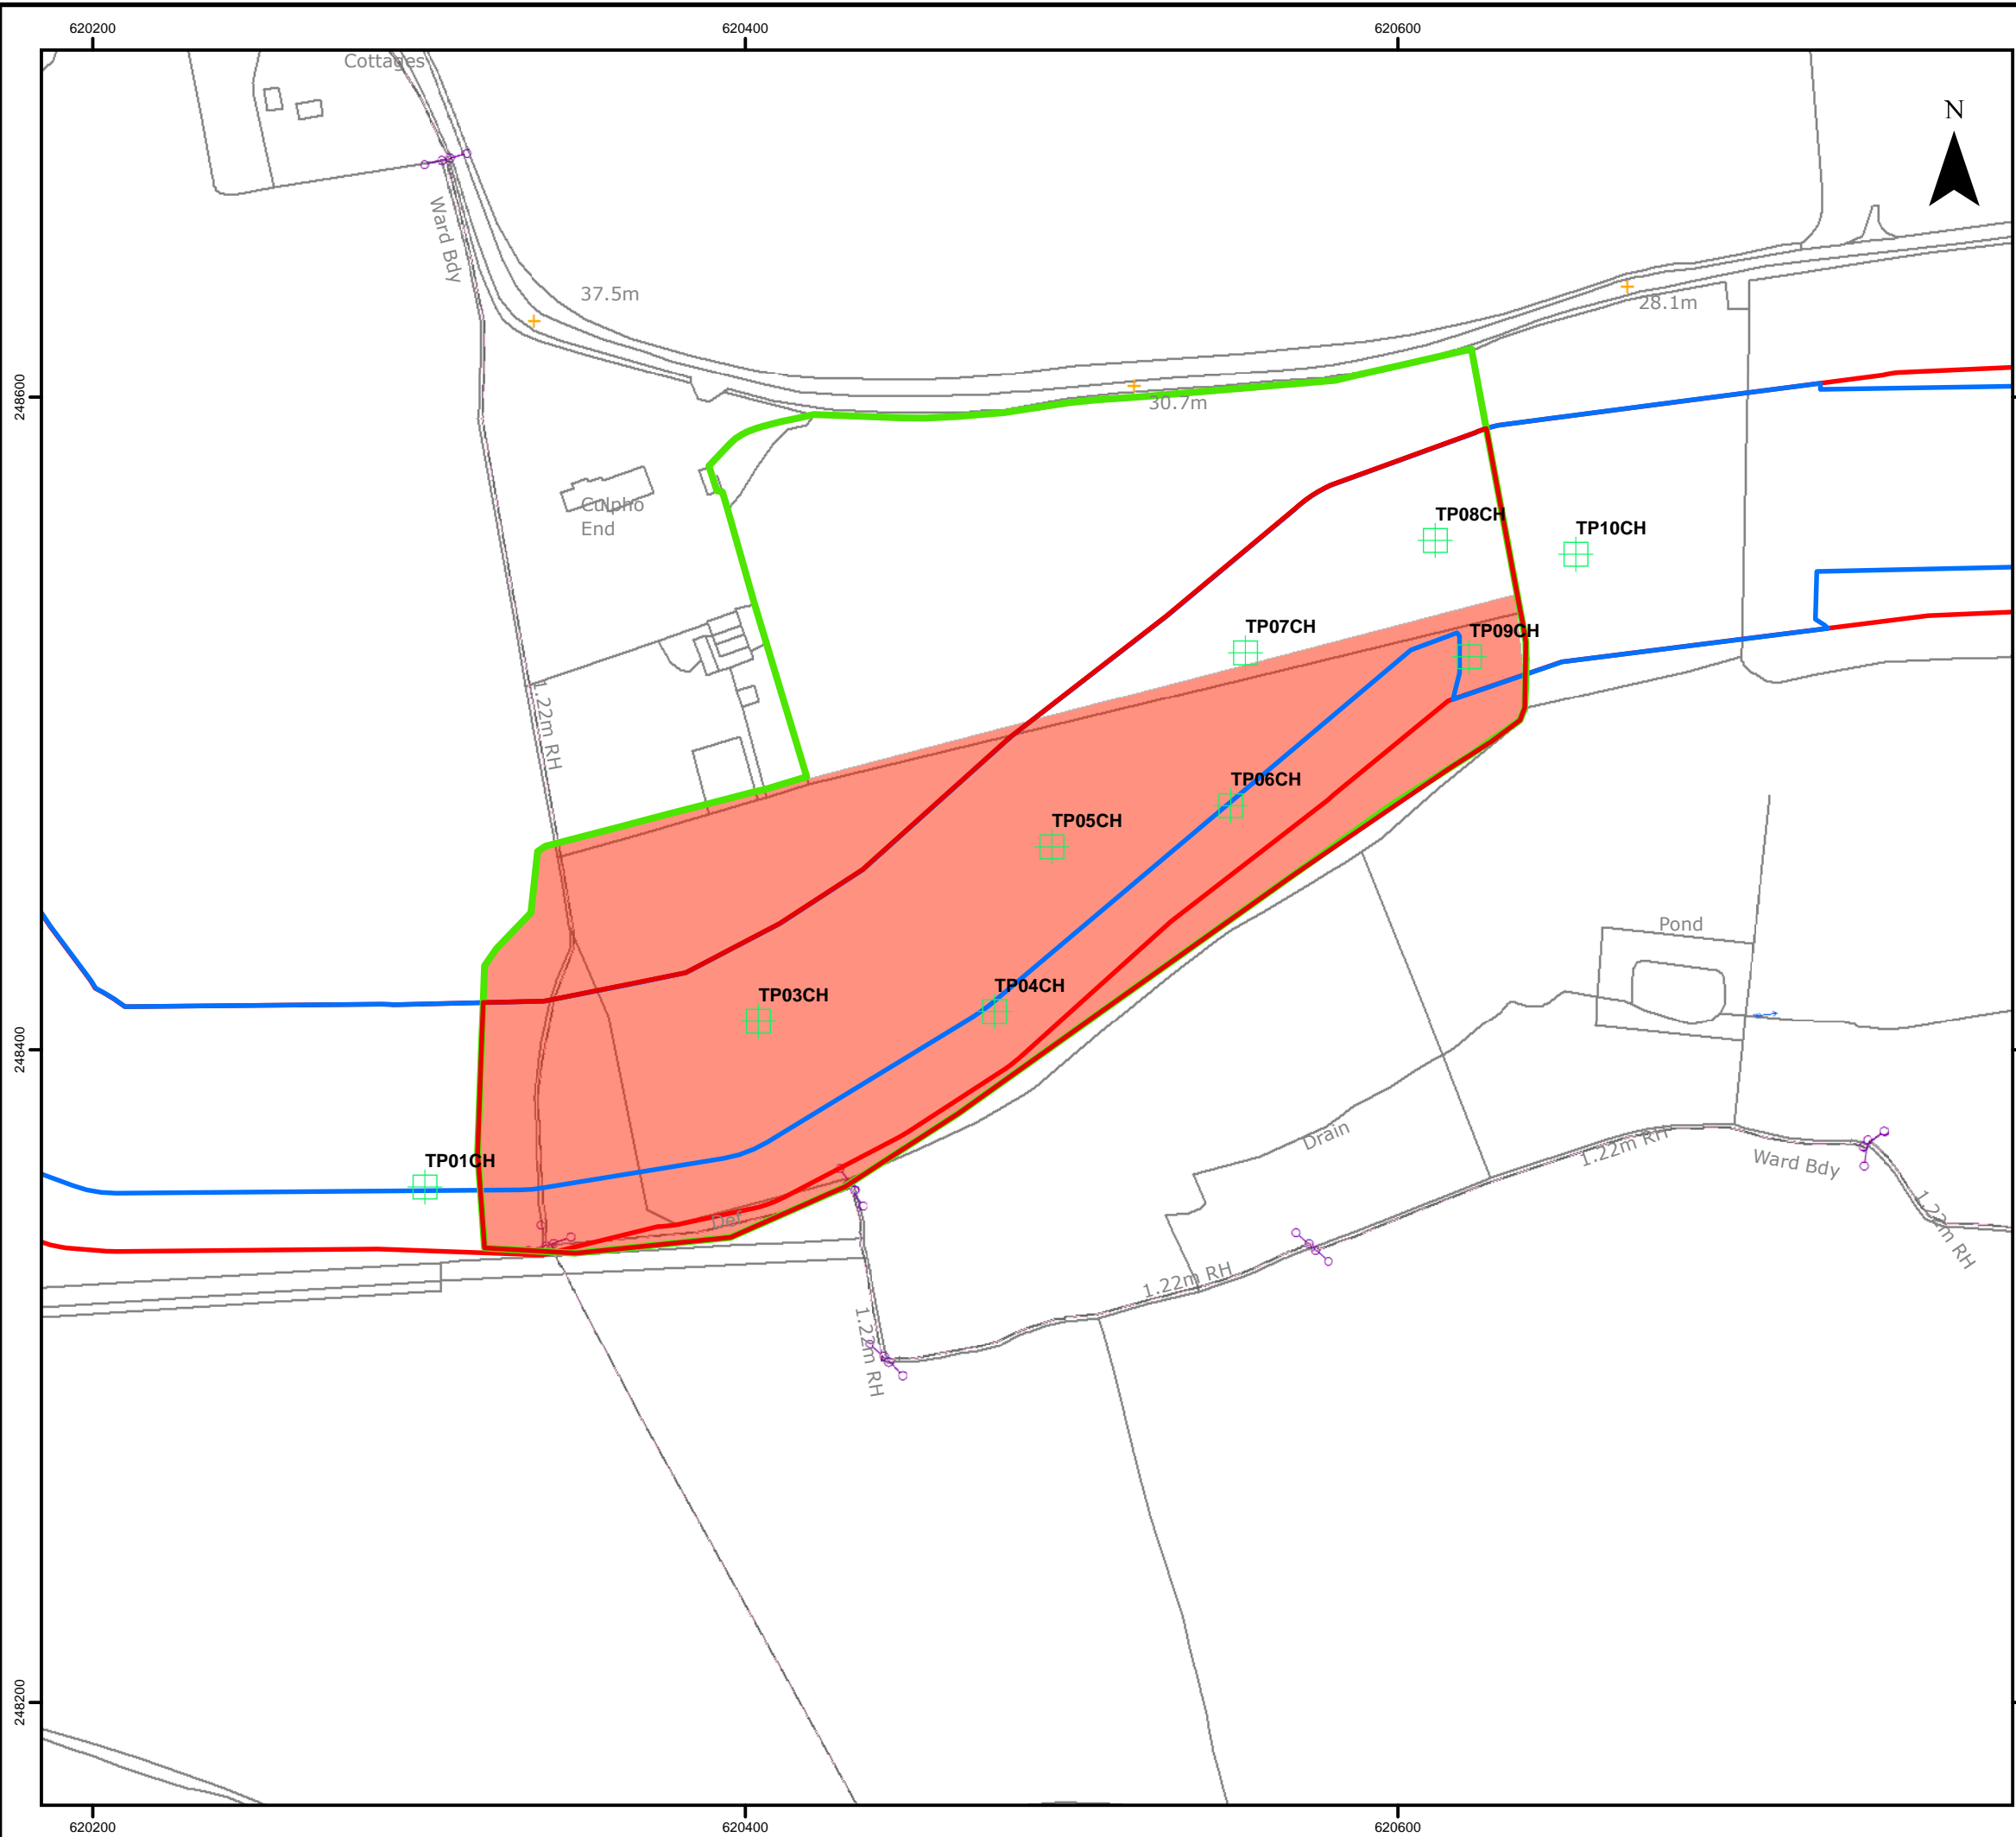 620200
620400
620600
Cottages
N
Ward Bdy
37.5m
28.1m
248600
30.7m
Culpho
End
TP08CH
TP10CH
TP07CH
TP09CH
1.22m RH
TP06CH
TP05CH
Pond
TP03CH
TP04CH
248400
Drain
1.22m RH
TP01CH
Ward Bdy
1.22m RH
Def
1.22m RH
1.22m RH
248200
620200
620400
620600